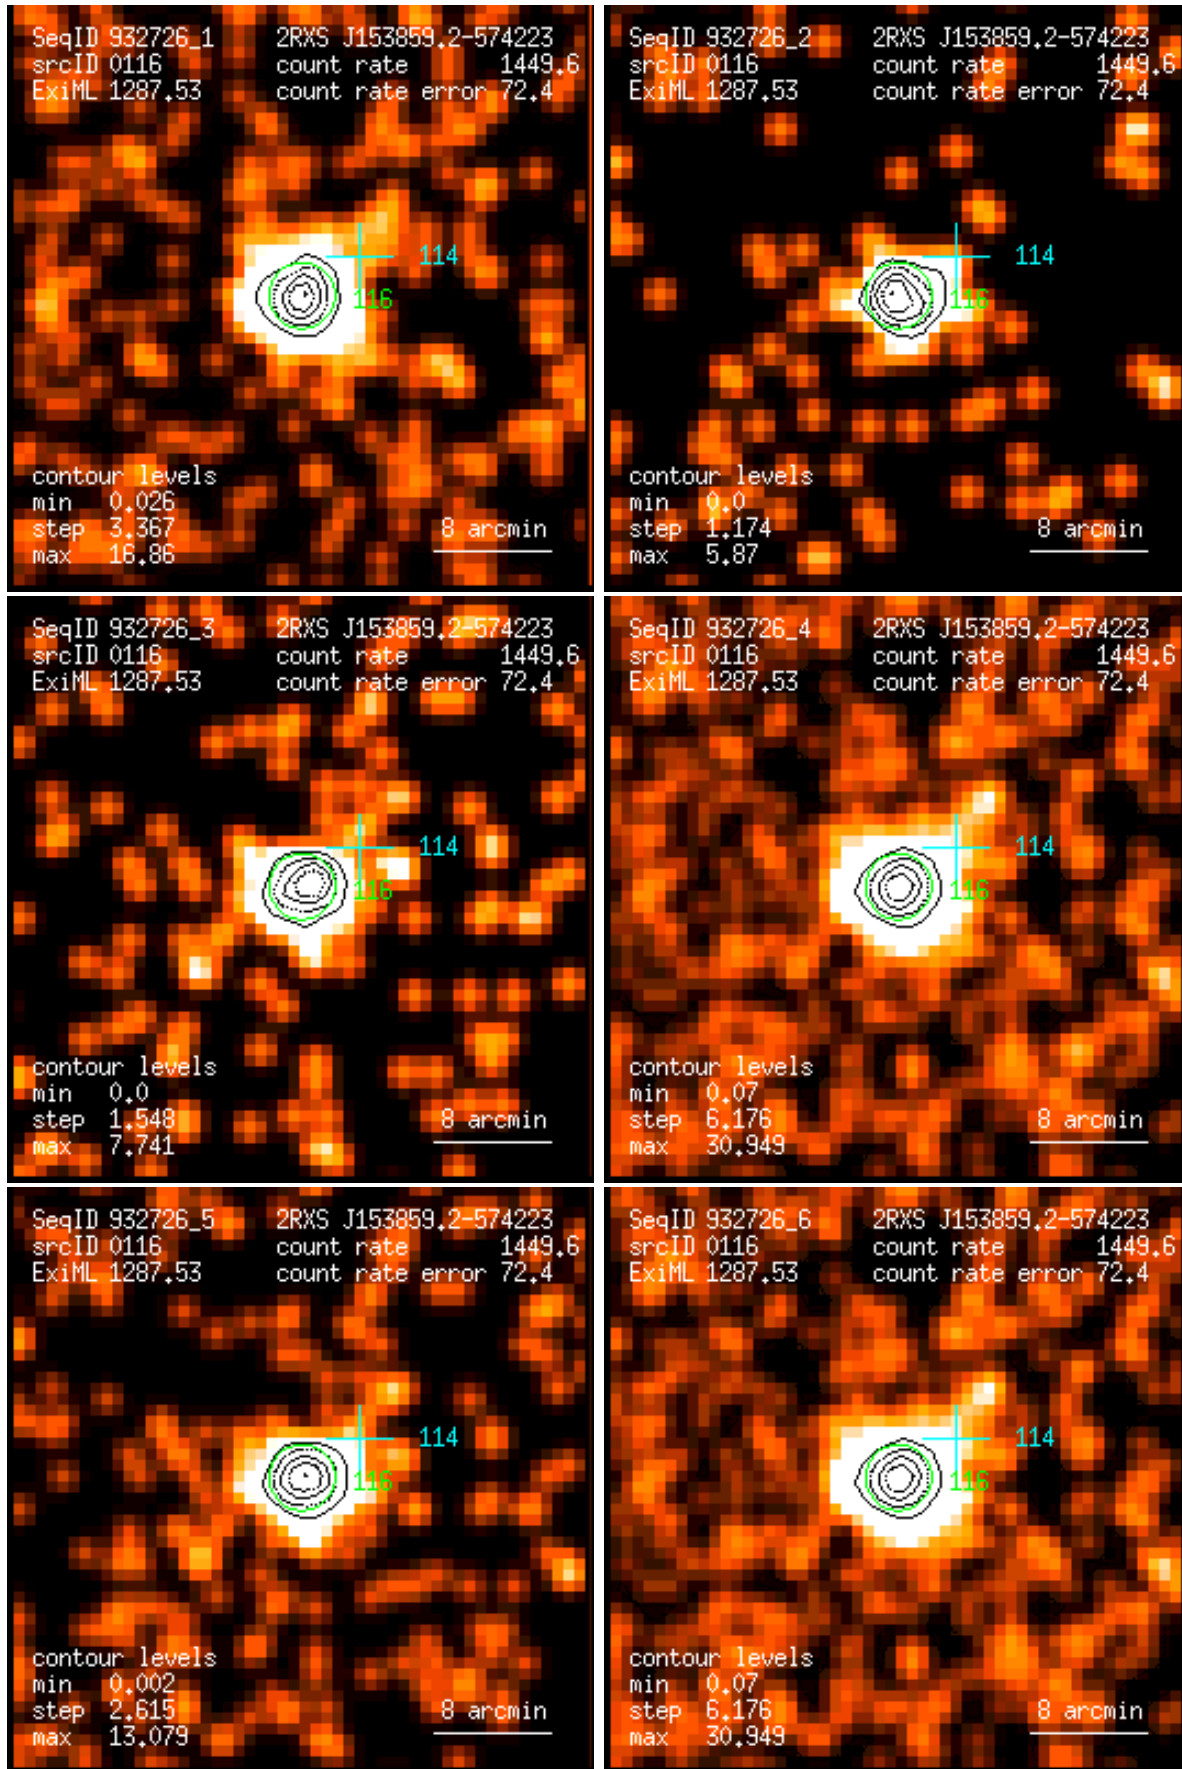 SeqID 932726_1 2RXS J153859.2-574223
srcID 0116 count rate 1449.6
ExiML 1287.53 count rate error 72.4
114
116
contour levels
min 0.026
step 3.367 8 arcmin
max 16.86
SeqID 932726_2 2RXS J153859.2-574223
srcID 0116 count rate 1449.6
ExiML 1287.53 count rate error 72.4
114
116
contour levels
min 0.0
step 1.174 8 arcmin
max 5.87
SeqID 932726_3 2RXS J153859.2-574223
srcID 0116 count rate 1449.6
ExiML 1287.53 count rate error 72.4
114
116
contour levels
min 0.0
step 1.548 8 arcmin
max 7.741
SeqID 932726_4 2RXS J153859.2-574223
srcID 0116 count rate 1449.6
ExiML 1287.53 count rate error 72.4
114
116
contour levels
min 0.07
step 6.176 8 arcmin
max 30.949
SeqID 932726_5 2RXS J153859.2-574223
srcID 0116 count rate 1449.6
ExiML 1287.53 count rate error 72.4
114
116
contour levels
min 0.002
step 2.615 8 arcmin
max 13.079
SeqID 932726_6 2RXS J153859.2-574223
srcID 0116 count rate 1449.6
ExiML 1287.53 count rate error 72.4
114
116
contour levels
min 0.07
step 6.176 8 arcmin
max 30.949